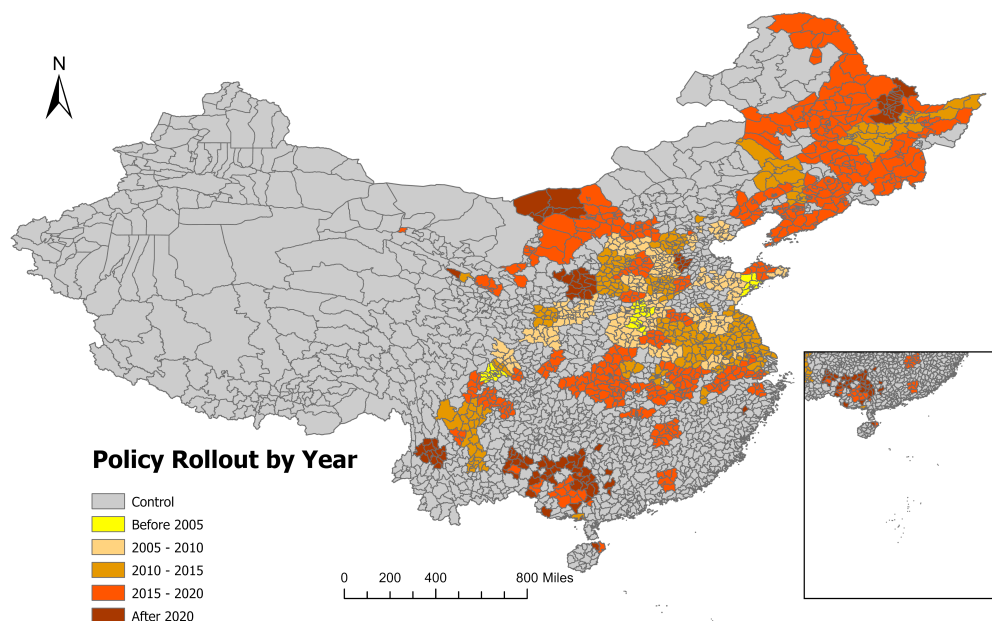 N
Policy Rollout by Year
Control
Before 2005
2005 - 2010
2010 - 2015
2015 - 2020
After 2020
0 200 400 800 Miles